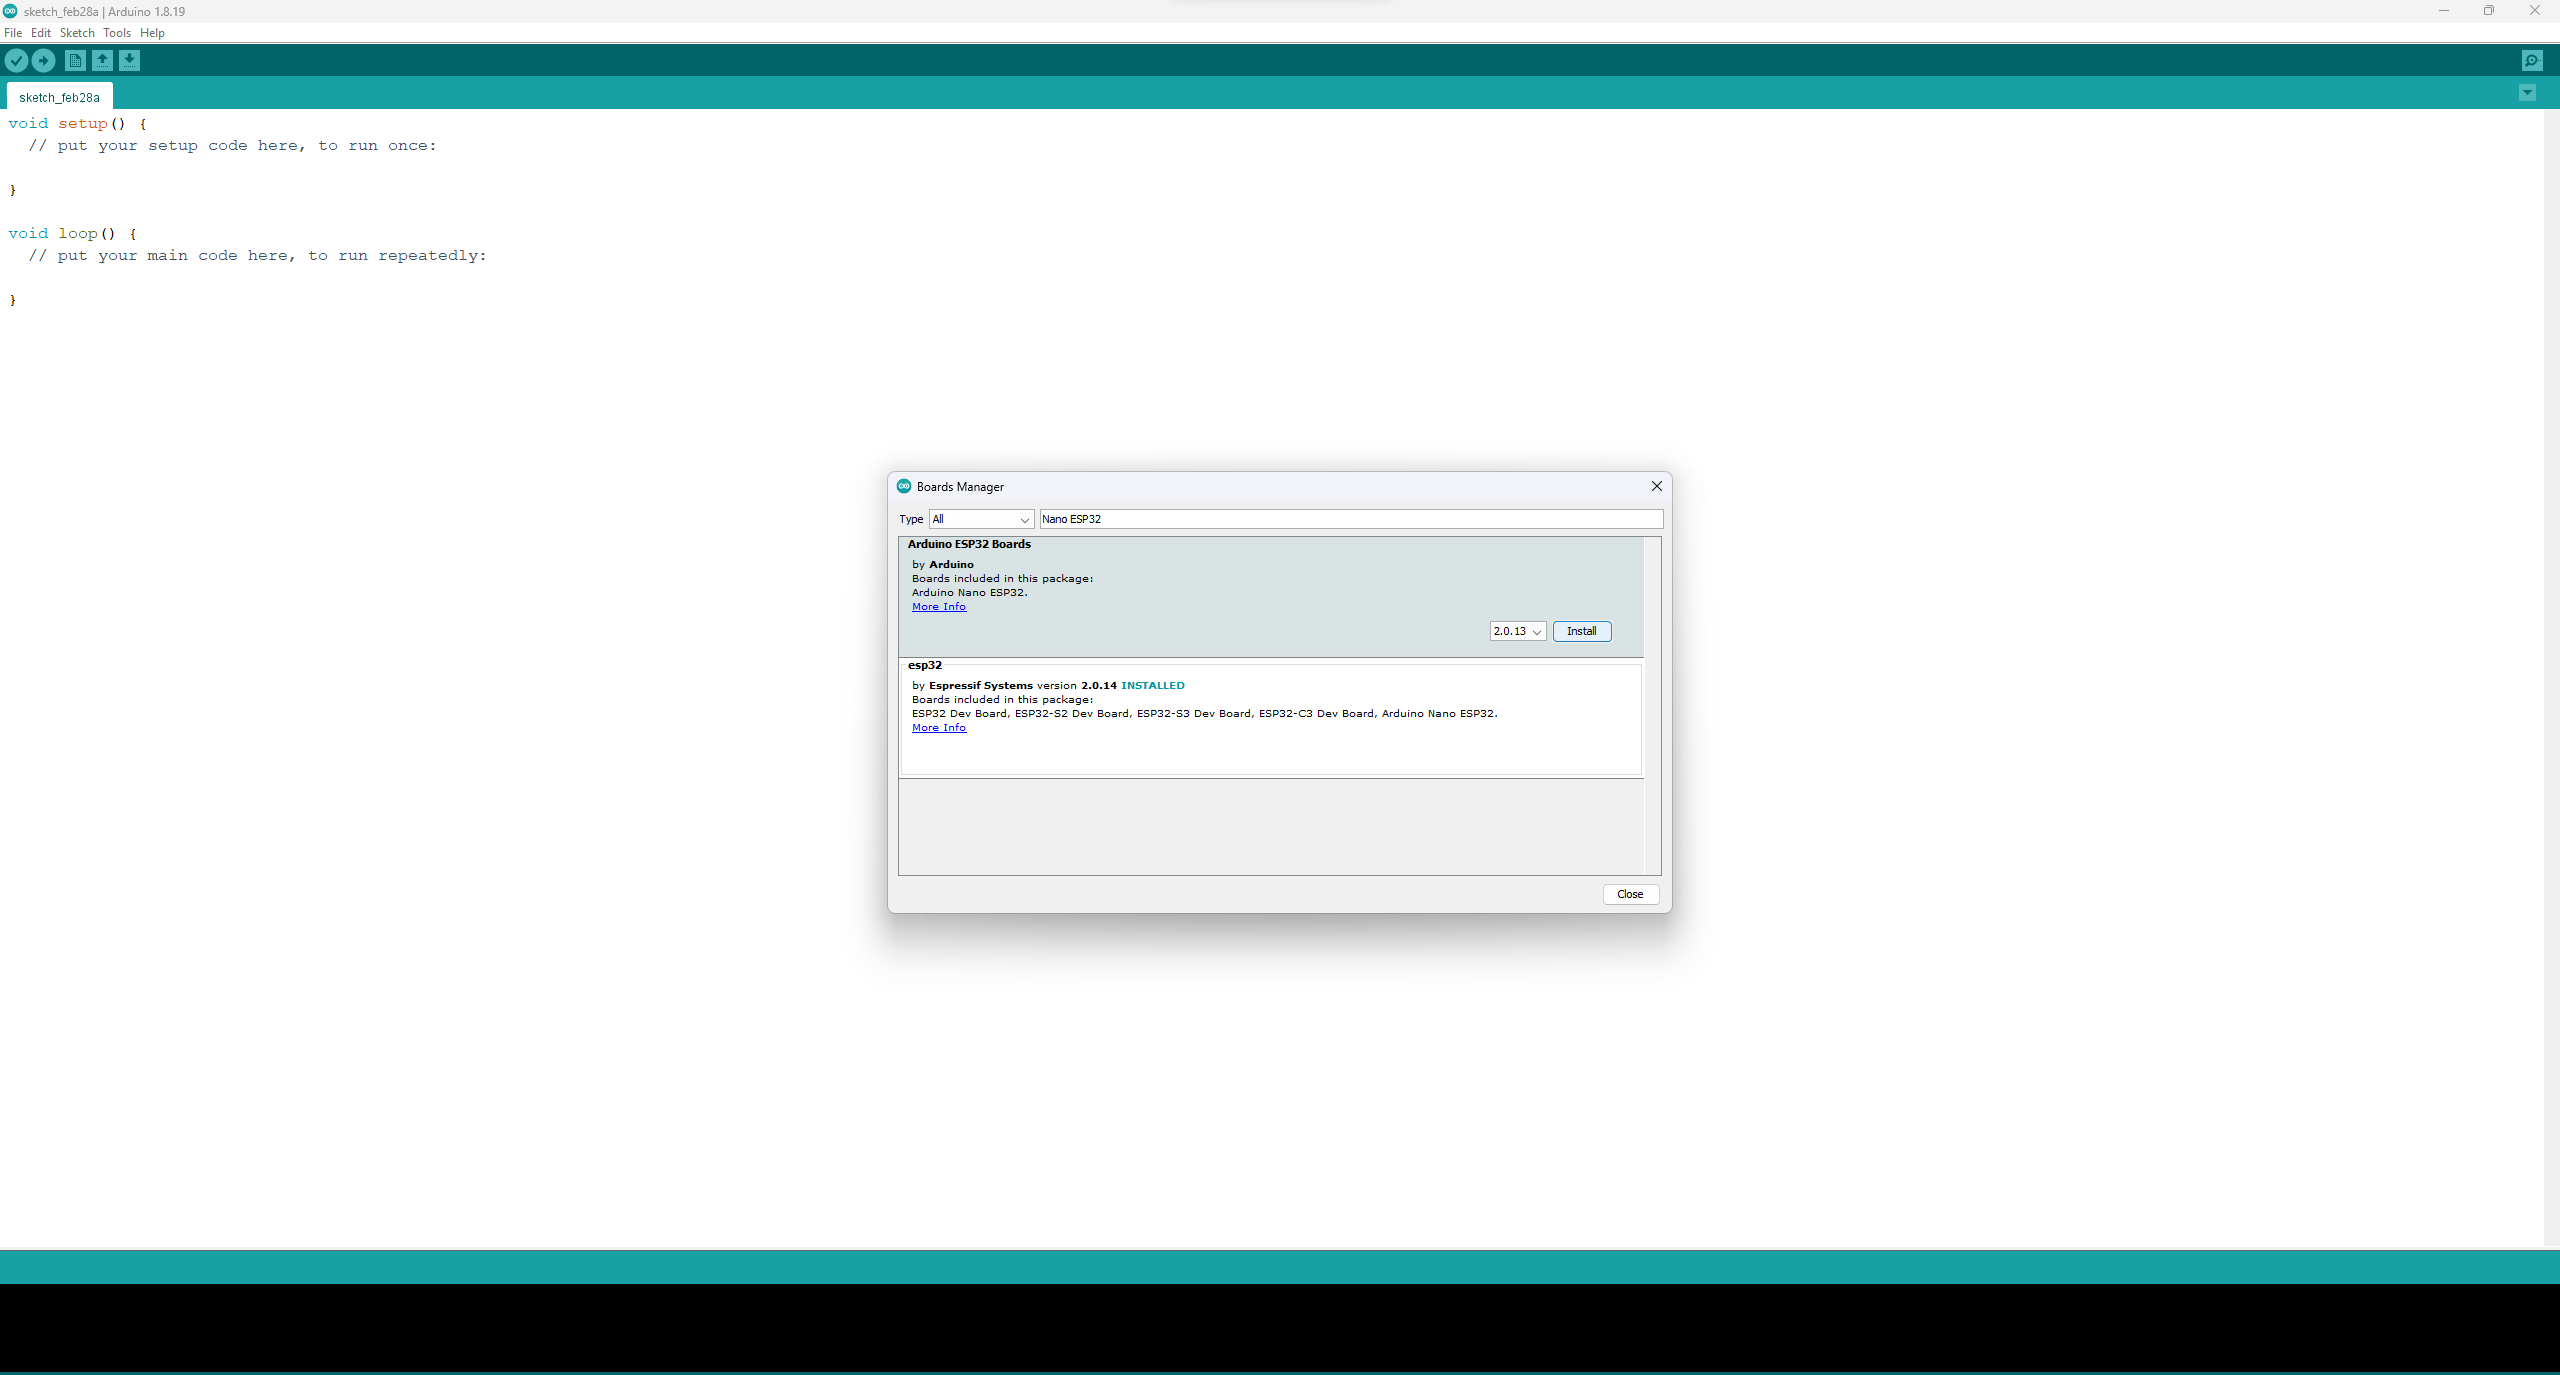 sketch_feb28a | Arduino 1.8.19
File Edit Sketch Tools Help
sketch_feb28a
void setup() {
// put your setup code here, to run once:
}
void loop() {
// put your main code here, to run repeatedly:
}
Boards Manager
Type All Nano ESP32
Arduino ESP32 Boards
by Arduino
Boards included in this package:
Arduino Nano ESP32.
More Info
2.0.13 Install
esp32
by Espressif Systems version 2.0.14 INSTALLED
Boards included in this package:
ESP32 Dev Board, ESP32-S2 Dev Board, ESP32-S3 Dev Board, ESP32-C3 Dev Board, Arduino Nano ESP32.
More Info
Close